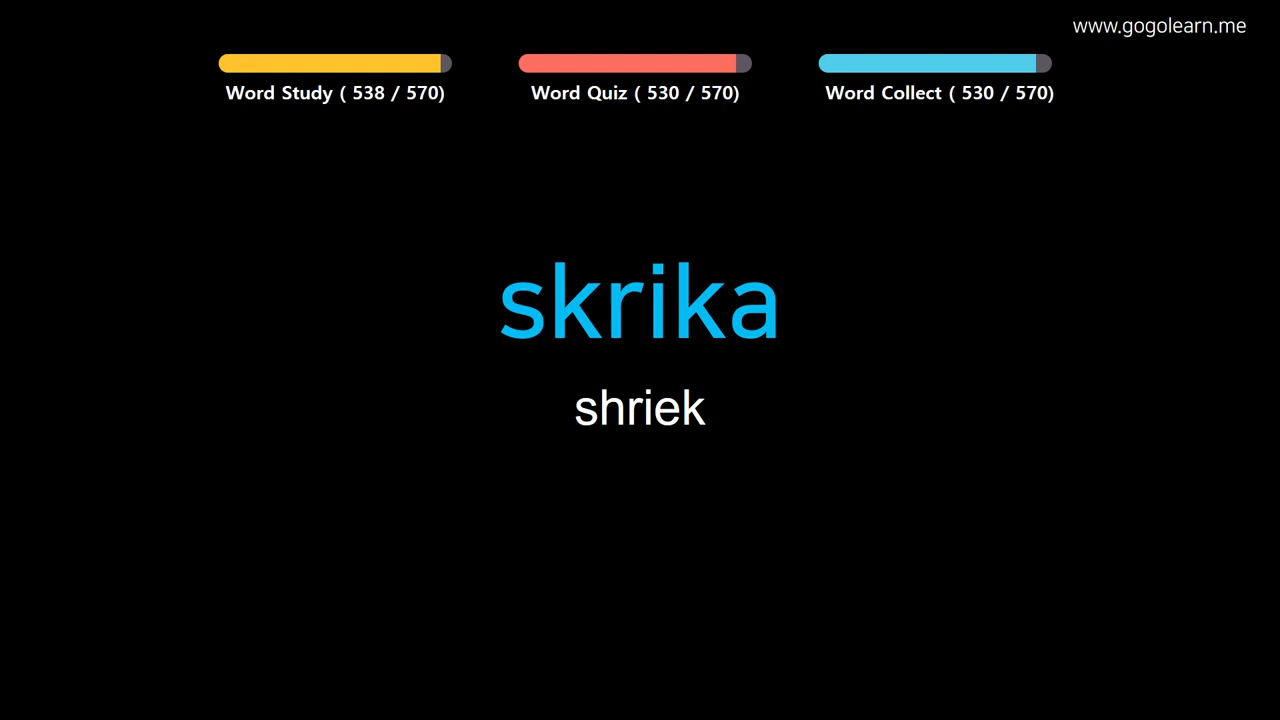 www.gogolearn.me
Word Study ( 538 / 570)
Word Quiz ( 530 / 570)
Word Collect ( 530 / 570)
skrika
shriek